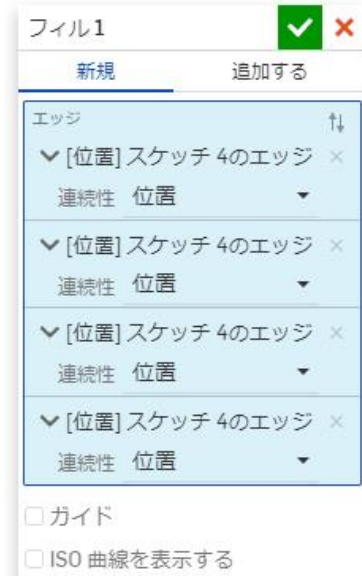 フィル 1
新規 追加する
エッジ
[位置] スケッチ 4のエッジ
連続性 位置
[位置] スケッチ 4のエッジ
連続性 位置
[位置] スケッチ 4のエッジ
連続性 位置
[位置] スケッチ 4のエッジ
連続性 位置
ガイド
ISO 曲線を表示する